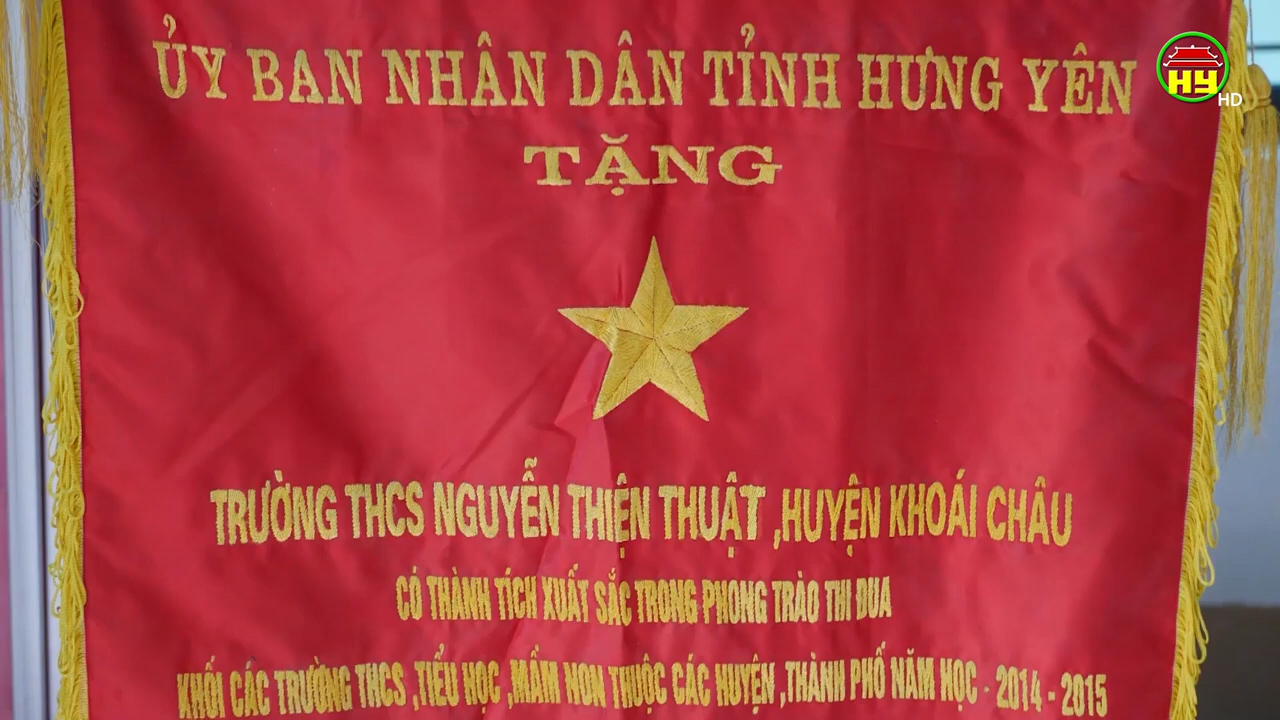 ỦY BAN NHÂN DÂN TỈNH HƯNG YÊN
HY
HD
TẶNG
TRƯỜNG THCS NGUYỄN THIỆN THUẬT ,HUYỆN KHOÁI CHÂU
CÓ THÀNH TÍCH XUẤT SẮC TRONG PHONG TRÀO THI ĐUA
KHỐI CÁC TRƯỜNG THCS ,TIỂU HỌC ,MẦM NON THUỘC CÁC HUYỆN ,THÀNH PHỐ NĂM HỌC - 2014 - 2015